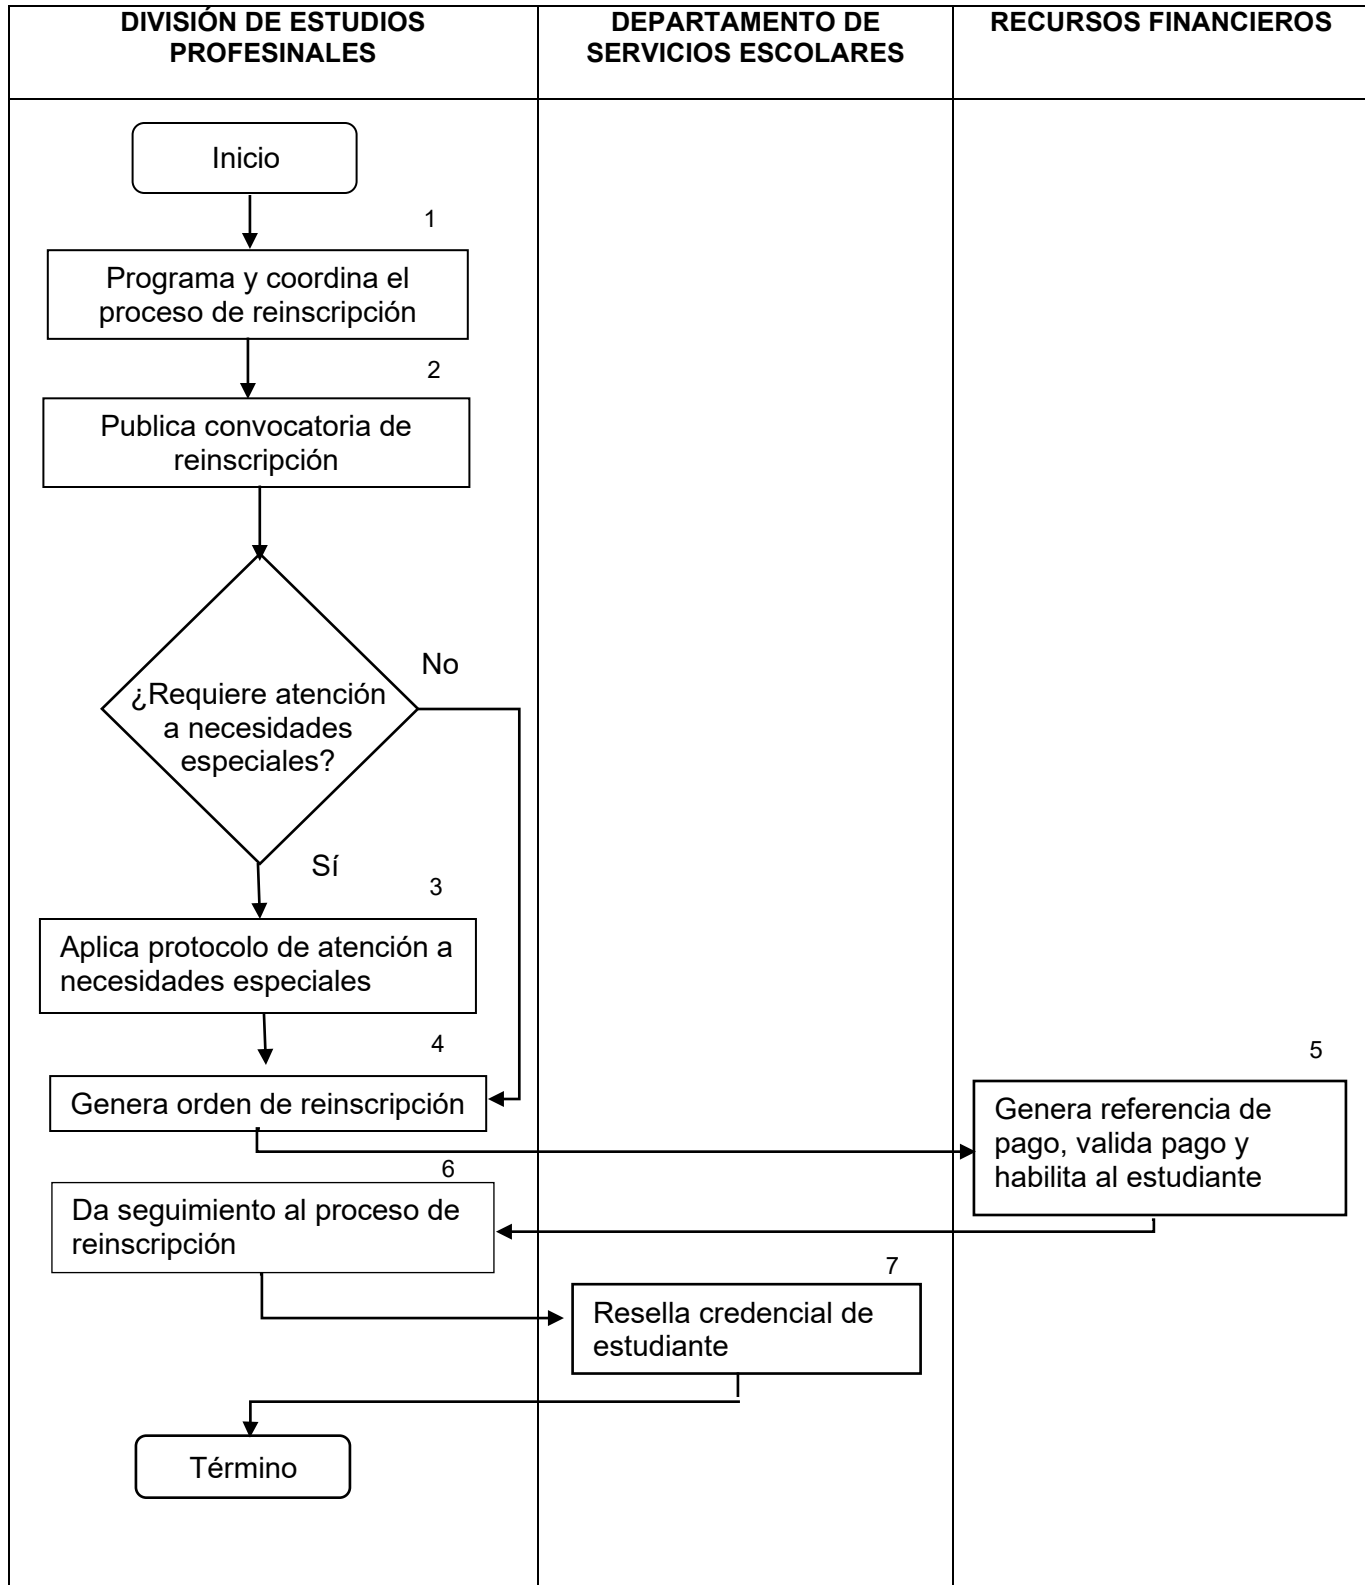 DIVISIÓN DE ESTUDIOS
PROFESINALES
DEPARTAMENTO DE
SERVICIOS ESCOLARES
RECURSOS FINANCIEROS
Inicio
1
Programa y coordina el
proceso de reinscripción
2
Publica convocatoria de
reinscripción
No
¿Requiere atención
a necesidades
especiales?
Sí
3
Aplica protocolo de atención a
necesidades especiales
4
Genera orden de reinscripción
5
Genera referencia de
pago, valida pago y
habilita al estudiante
6
Da seguimiento al proceso de
reinscripción
7
Resella credencial de
estudiante
Término